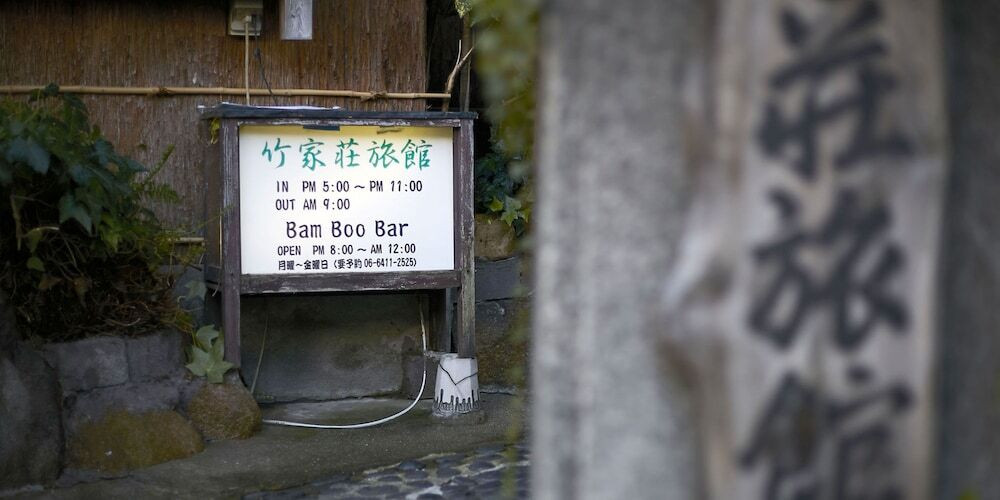 竹家荘旅館
IN PM 5:00 ～ PM 11:00
OUT AM 9:00
Bam Boo Bar
OPEN PM 8:00 ～ AM 12:00
月曜～金曜日 (要予約 06-6411-2525)
荘旅館